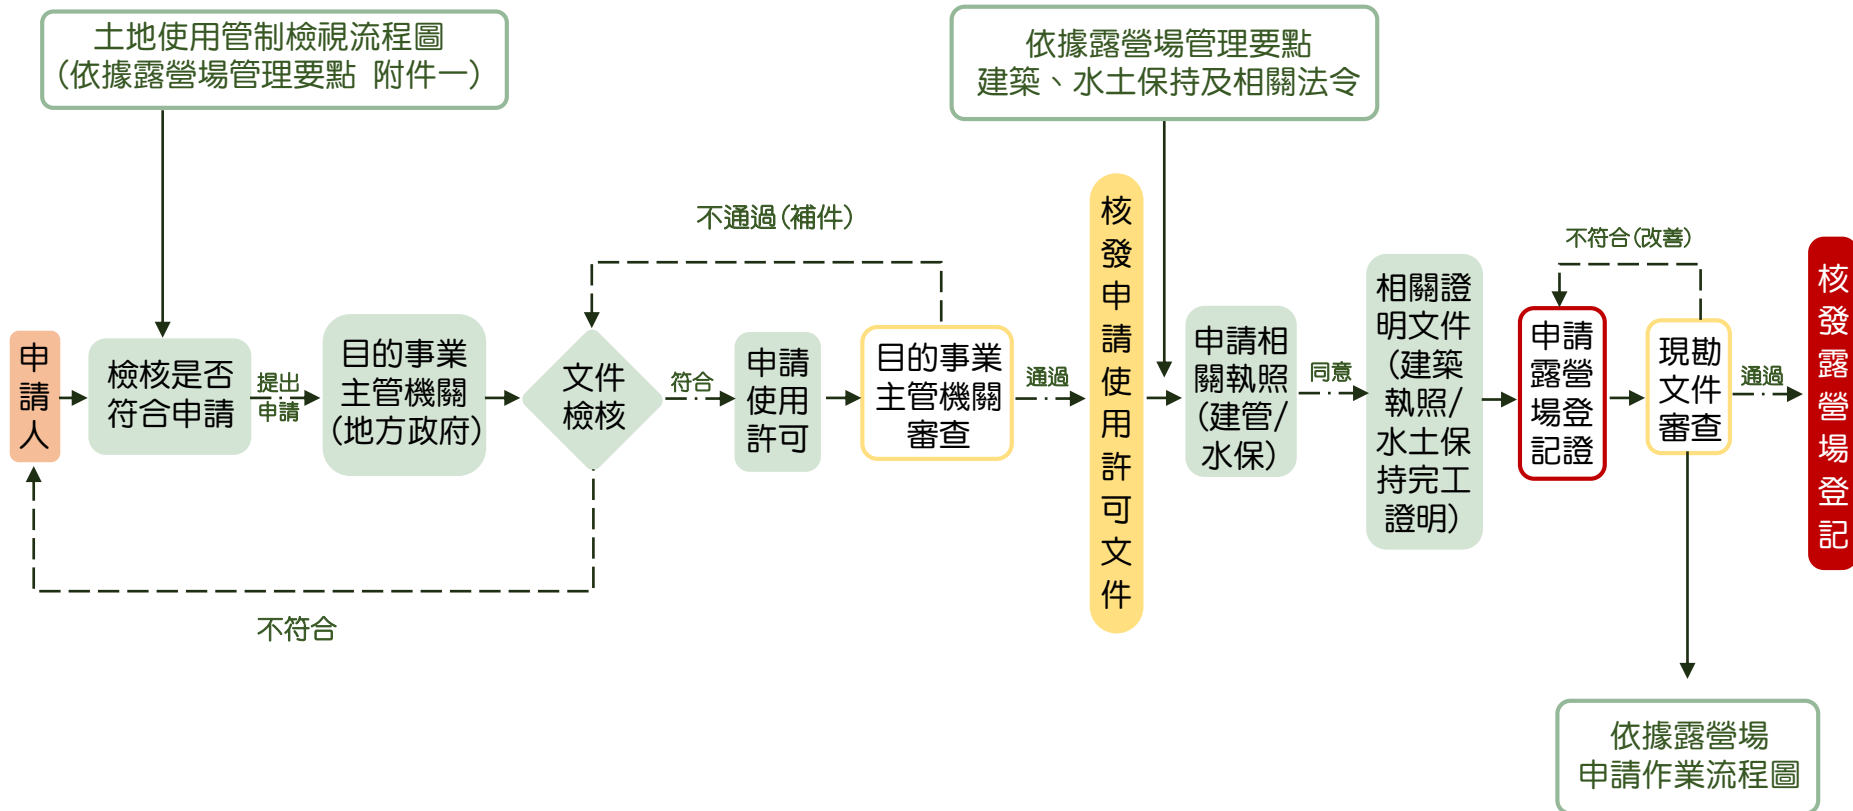 土地使用管制檢視流程圖
(依據露營場管理要點 附件一)
依據露營場管理要點
建築、水土保持及相關法令
申請人
檢核是否
符合申請
提出
申請
目的事業
主管機關
(地方政府)
文件
檢核
不符合
符合
申請
使用
許可
不通過(補件)
目的事業
主管機關
審查
通過
核發申請使用許可文件
申請相
關執照
(建管/
水保)
同意
相關證
明文件
(建築
執照/
水土保
持完工
證明)
申請
露營
場登
記證
不符合(改善)
現勘
文件
審查
通過
核發露營場登記
依據露營場
申請作業流程圖